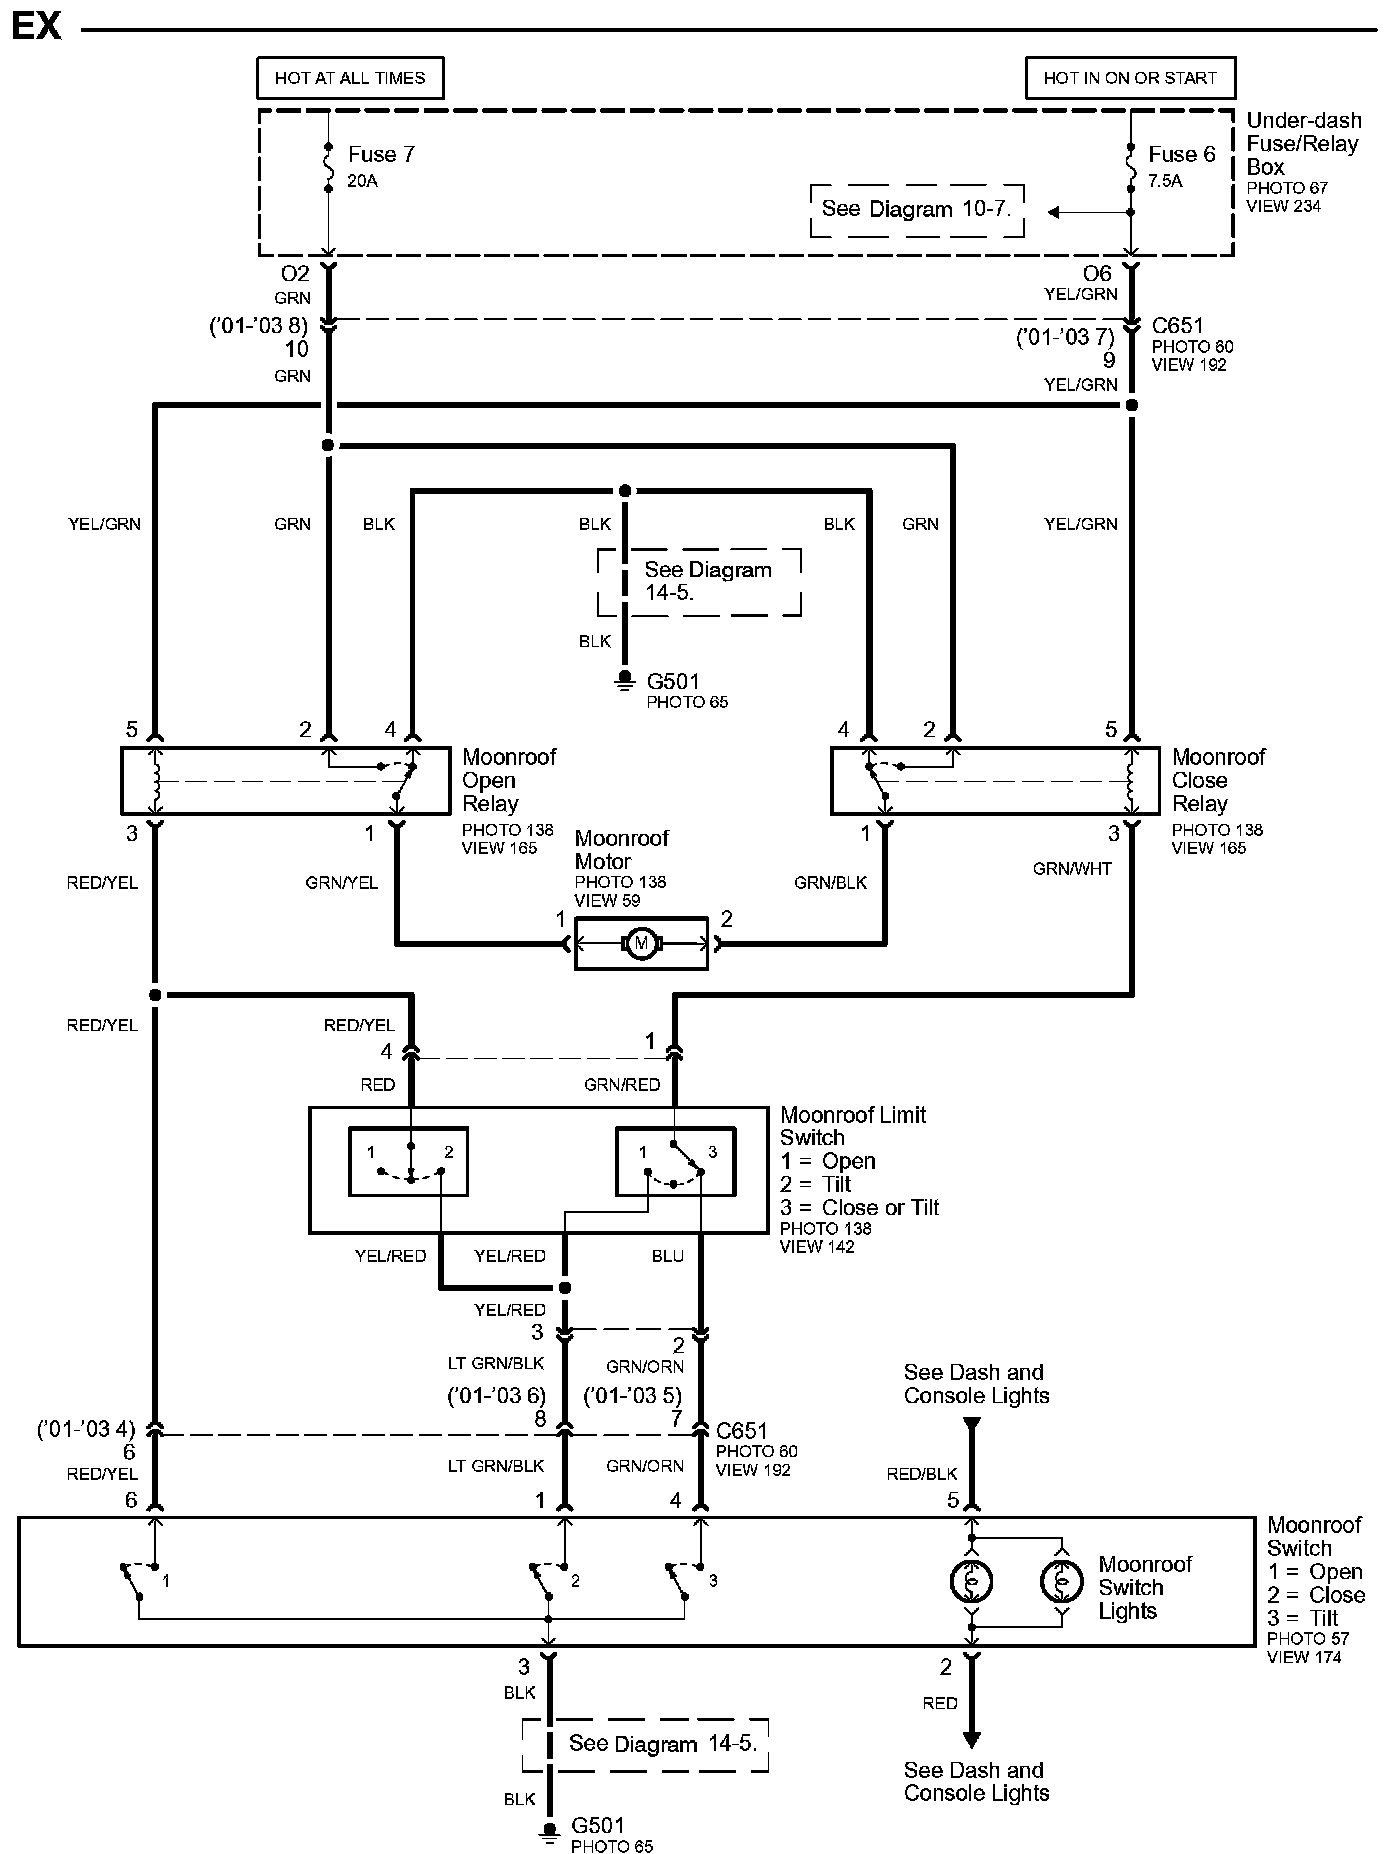 EX
HOT AT ALL TIMES
HOT IN ON OR START
Under-dash
Fuse/Relay
Box
PHOTO 67
VIEW 234
Fuse 7
20A
Fuse 6
7.5A
See Diagram 10-7.
O2
GRN
O6
YEL/GRN
('01-'03 8)
10
GRN
('01-'03 7)
9
YEL/GRN
C651
PHOTO 60
VIEW 192
YEL/GRN
GRN
BLK
BLK
BLK
GRN
YEL/GRN
See Diagram
14-5.
BLK
G501
PHOTO 65
5
2
4
4
2
5
Moonroof
Open
Relay
PHOTO 138
VIEW 165
Moonroof
Close
Relay
PHOTO 138
VIEW 165
3
1
1
3
Moonroof
Motor
PHOTO 138
VIEW 59
RED/YEL
GRN/YEL
GRN/BLK
GRN/WHT
1
M
2
RED/YEL
RED/YEL
4
1
RED
GRN/RED
1
2
1
3
Moonroof Limit
Switch
1 = Open
2 = Tilt
3 = Close or Tilt
PHOTO 138
VIEW 142
YEL/RED
YEL/RED
BLU
YEL/RED
3
2
LT GRN/BLK
GRN/ORN
('01-'03 6)
('01-'03 5)
See Dash and
Console Lights
('01-'03 4)
6
8
7
C651
PHOTO 60
VIEW 192
RED/YEL
LT GRN/BLK
GRN/ORN
RED/BLK
6
1
4
5
1
2
3
Moonroof
Switch
Lights
Moonroof
Switch
1 = Open
2 = Close
3 = Tilt
PHOTO 57
VIEW 174
3
BLK
2
RED
See Diagram 14-5.
BLK
G501
PHOTO 65
See Dash and
Console Lights